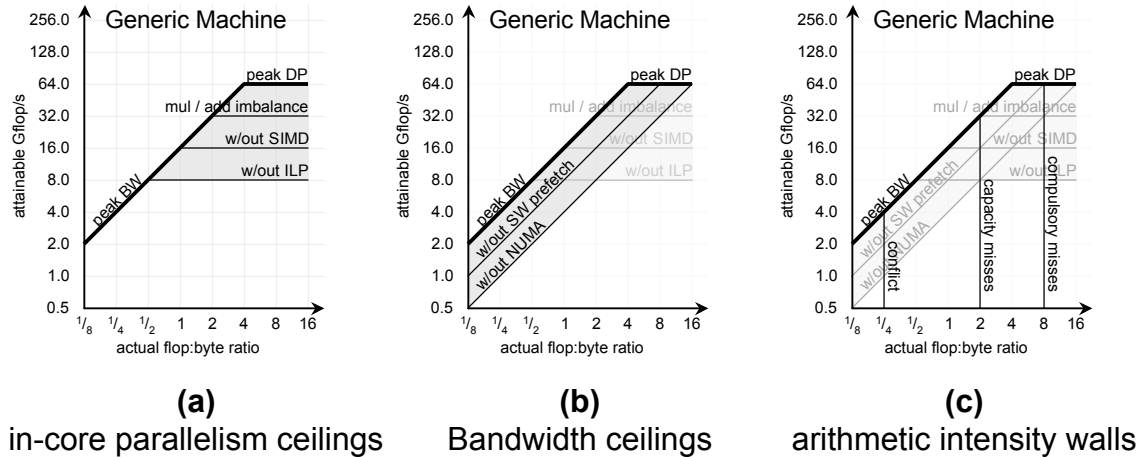 Generic Machine
256.0
128.0
64.0
32.0
16.0
8.0
4.0
2.0
1.0
0.5
attainable Gflop/s
peak DP
mul / add imbalance
w/out SIMD
w/out ILP
peak BW
1/8 1/4 1/2 1 2 4 8 16
actual flop:byte ratio
(a)
in-core parallelism ceilings
Generic Machine
256.0
128.0
64.0
32.0
16.0
8.0
4.0
2.0
1.0
0.5
attainable Gflop/s
peak DP
mul / add imbalance
w/out SIMD
w/out ILP
peak BW
w/out SW prefetch
w/out NUMA
1/8 1/4 1/2 1 2 4 8 16
actual flop:byte ratio
(b)
Bandwidth ceilings
Generic Machine
256.0
128.0
64.0
32.0
16.0
8.0
4.0
2.0
1.0
0.5
attainable Gflop/s
peak DP
mul / add imbalance
w/out SIMD
w/out ILP
peak BW
w/out SW prefetch
w/out NUMA
conflict
capacity misses
compulsory misses
1/8 1/4 1/2 1 2 4 8 16
actual flop:byte ratio
(c)
arithmetic intensity walls